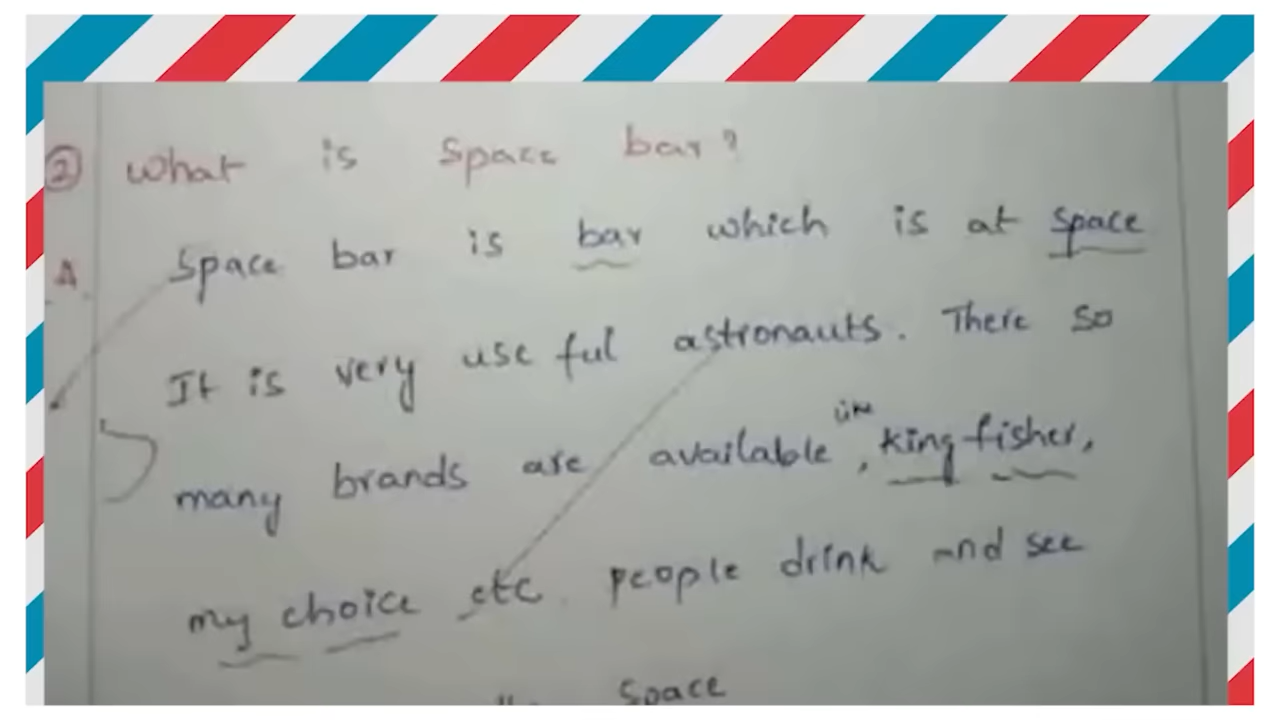 ② What is Space bar?
A. Space bar is bar which is at space
It is very use ful astronauts. There so
many brands are available like, king fisher,
my choice etc. people drink and see
Space